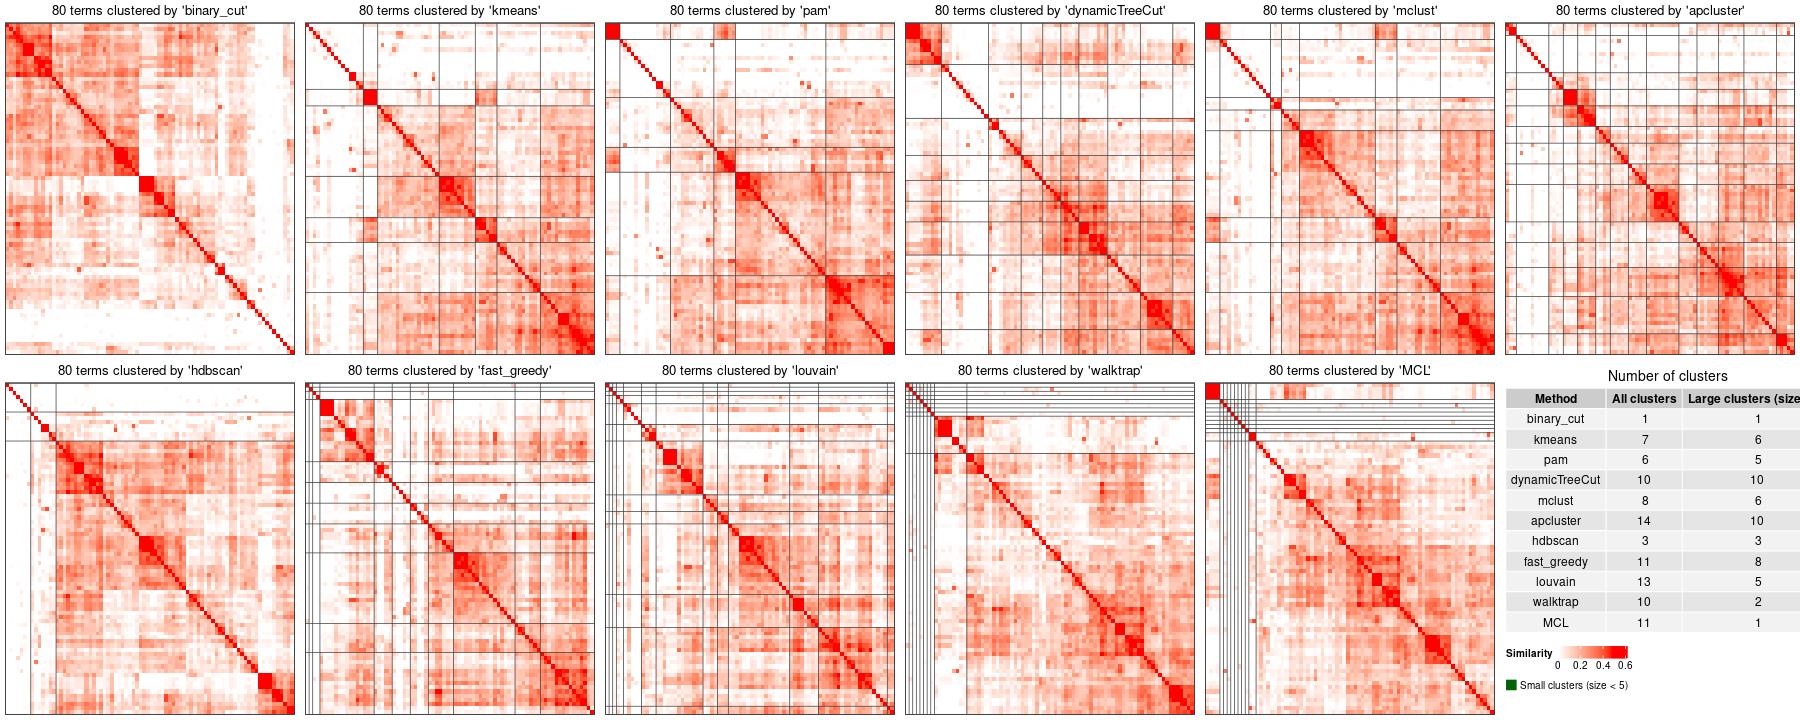 80 terms clustered by 'binary_cut'
80 terms clustered by 'kmeans'
80 terms clustered by 'pam'
80 terms clustered by 'dynamicTreeCut'
80 terms clustered by 'mclust'
80 terms clustered by 'apcluster'
80 terms clustered by 'hdbscan'
80 terms clustered by 'fast_greedy'
80 terms clustered by 'louvain'
80 terms clustered by 'walktrap'
80 terms clustered by 'MCL'
Number of clusters
Method All clusters Large clusters (size
binary_cut 1 1
kmeans 7 6
pam 6 5
dynamicTreeCut 10 10
mclust 8 6
apcluster 14 10
hdbscan 3 3
fast_greedy 11 8
louvain 13 5
walktrap 10 2
MCL 11 1
Similarity
0 0.2 0.4 0.6
Small clusters (size < 5)